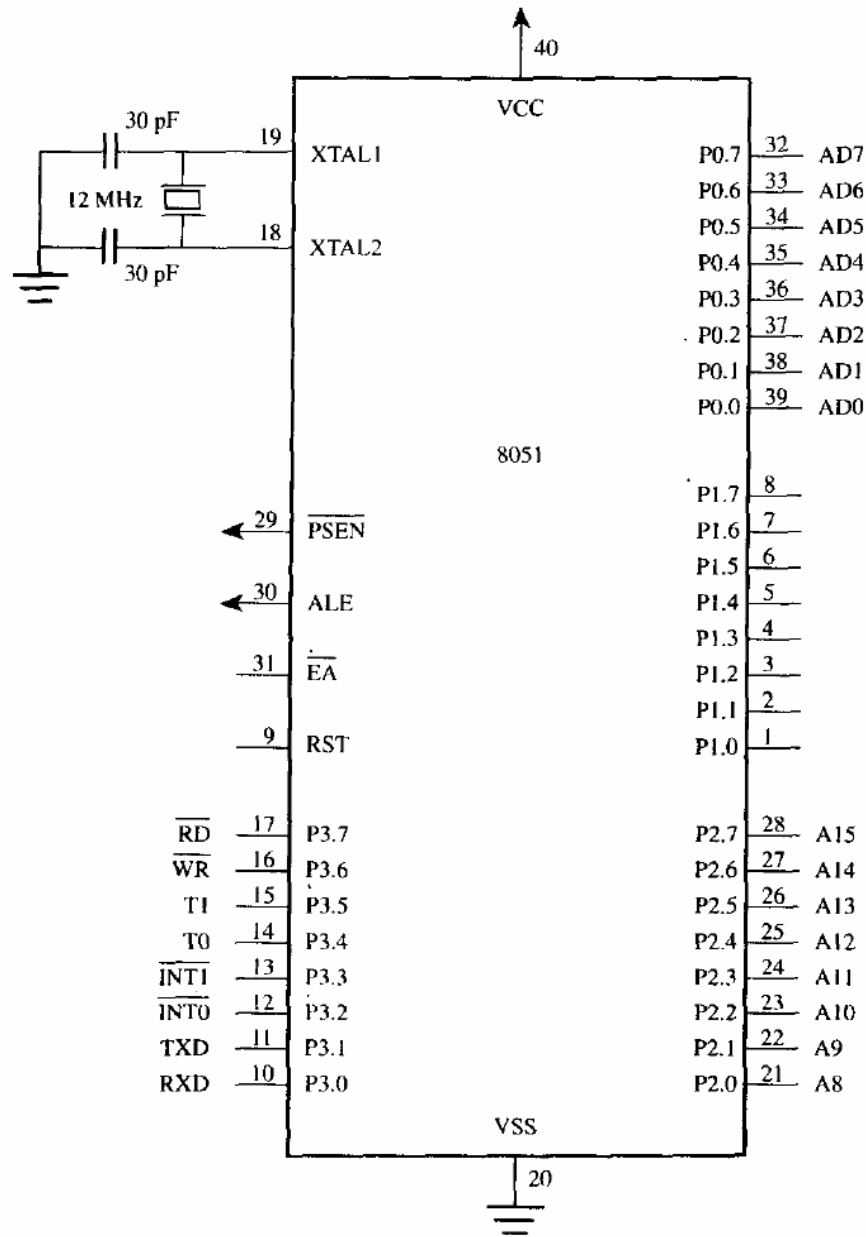 40
VCC
30 pF
19 XTAL1
12 MHz
18 XTAL2
30 pF
P0.7 32 AD7
P0.6 33 AD6
P0.5 34 AD5
P0.4 35 AD4
P0.3 36 AD3
P0.2 37 AD2
P0.1 38 AD1
P0.0 39 AD0
8051
29 PSEN
30 ALE
31 EA
9 RST
P1.7 8
P1.6 7
P1.5 6
P1.4 5
P1.3 4
P1.2 3
P1.1 2
P1.0 1
RD 17 P3.7
WR 16 P3.6
T1 15 P3.5
T0 14 P3.4
INT1 13 P3.3
INT0 12 P3.2
TXD 11 P3.1
RXD 10 P3.0
P2.7 28 A15
P2.6 27 A14
P2.5 26 A13
P2.4 25 A12
P2.3 24 A11
P2.2 23 A10
P2.1 22 A9
P2.0 21 A8
VSS
20